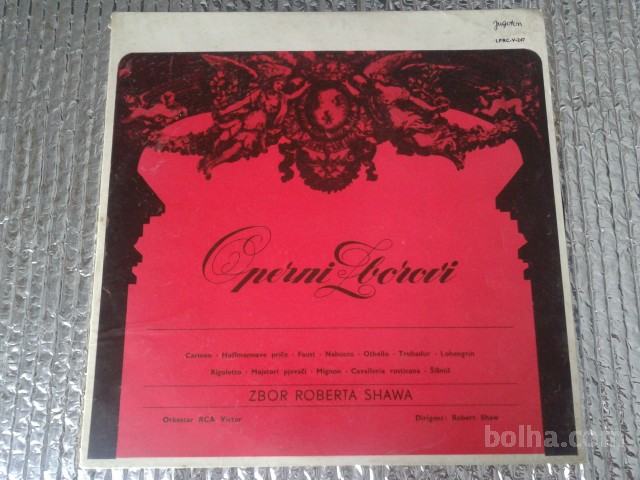 Jugoton
LPRC-V-247
Operni Zborovi
Carmen - Hoffmannove priče - Faust - Nabucco - Othello - Trubadur - Lohengrin
Rigoletto - Majstori pjevači - Mignon - Cavalleria rusticana - Šišmiš
ZBOR ROBERTA SHAWA
Orkestar RCA Victor Dirigent: Robert Shaw
bolha.com